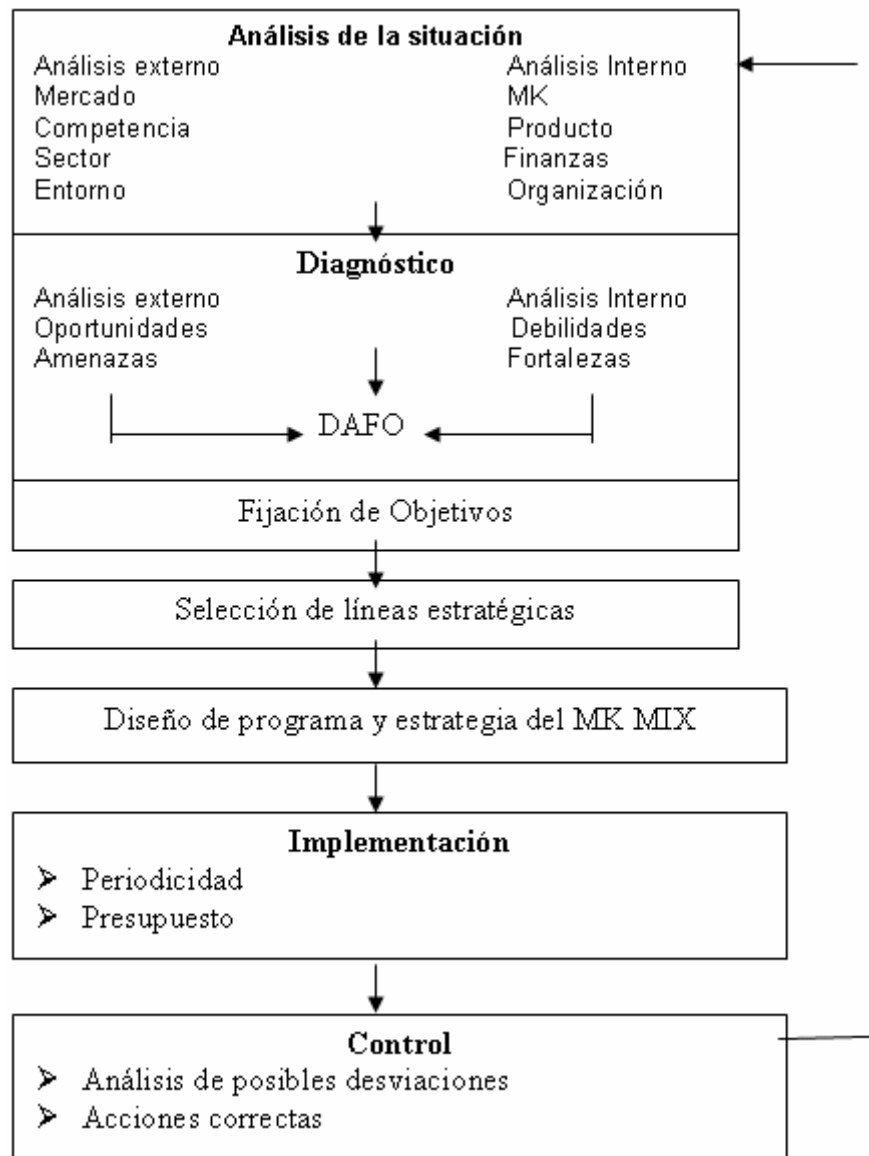 Análisis de la situación
Análisis externo
Mercado
Competencia
Sector
Entorno
Análisis Interno
MK
Producto
Finanzas
Organización
Diagnóstico
Análisis externo
Oportunidades
Amenazas
Análisis Interno
Debilidades
Fortalezas
DAFO
Fijación de Objetivos
Selección de líneas estratégicas
Diseño de programa y estrategia del MK MIX
Implementación
➢ Periodicidad
➢ Presupuesto
Control
➢ Análisis de posibles desviaciones
➢ Acciones correctas